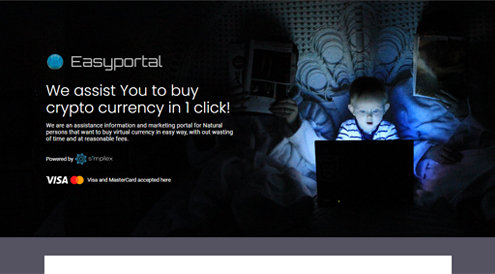 Easyportal
We assist You to buy
crypto currency in 1 click!
We are an assistance information and marketing portal for Natural
persons that want to buy virtual currency in easy way, with out wasting
of time and at reasonable fees.
Powered by simplex
VISA Visa and MasterCard accepted here